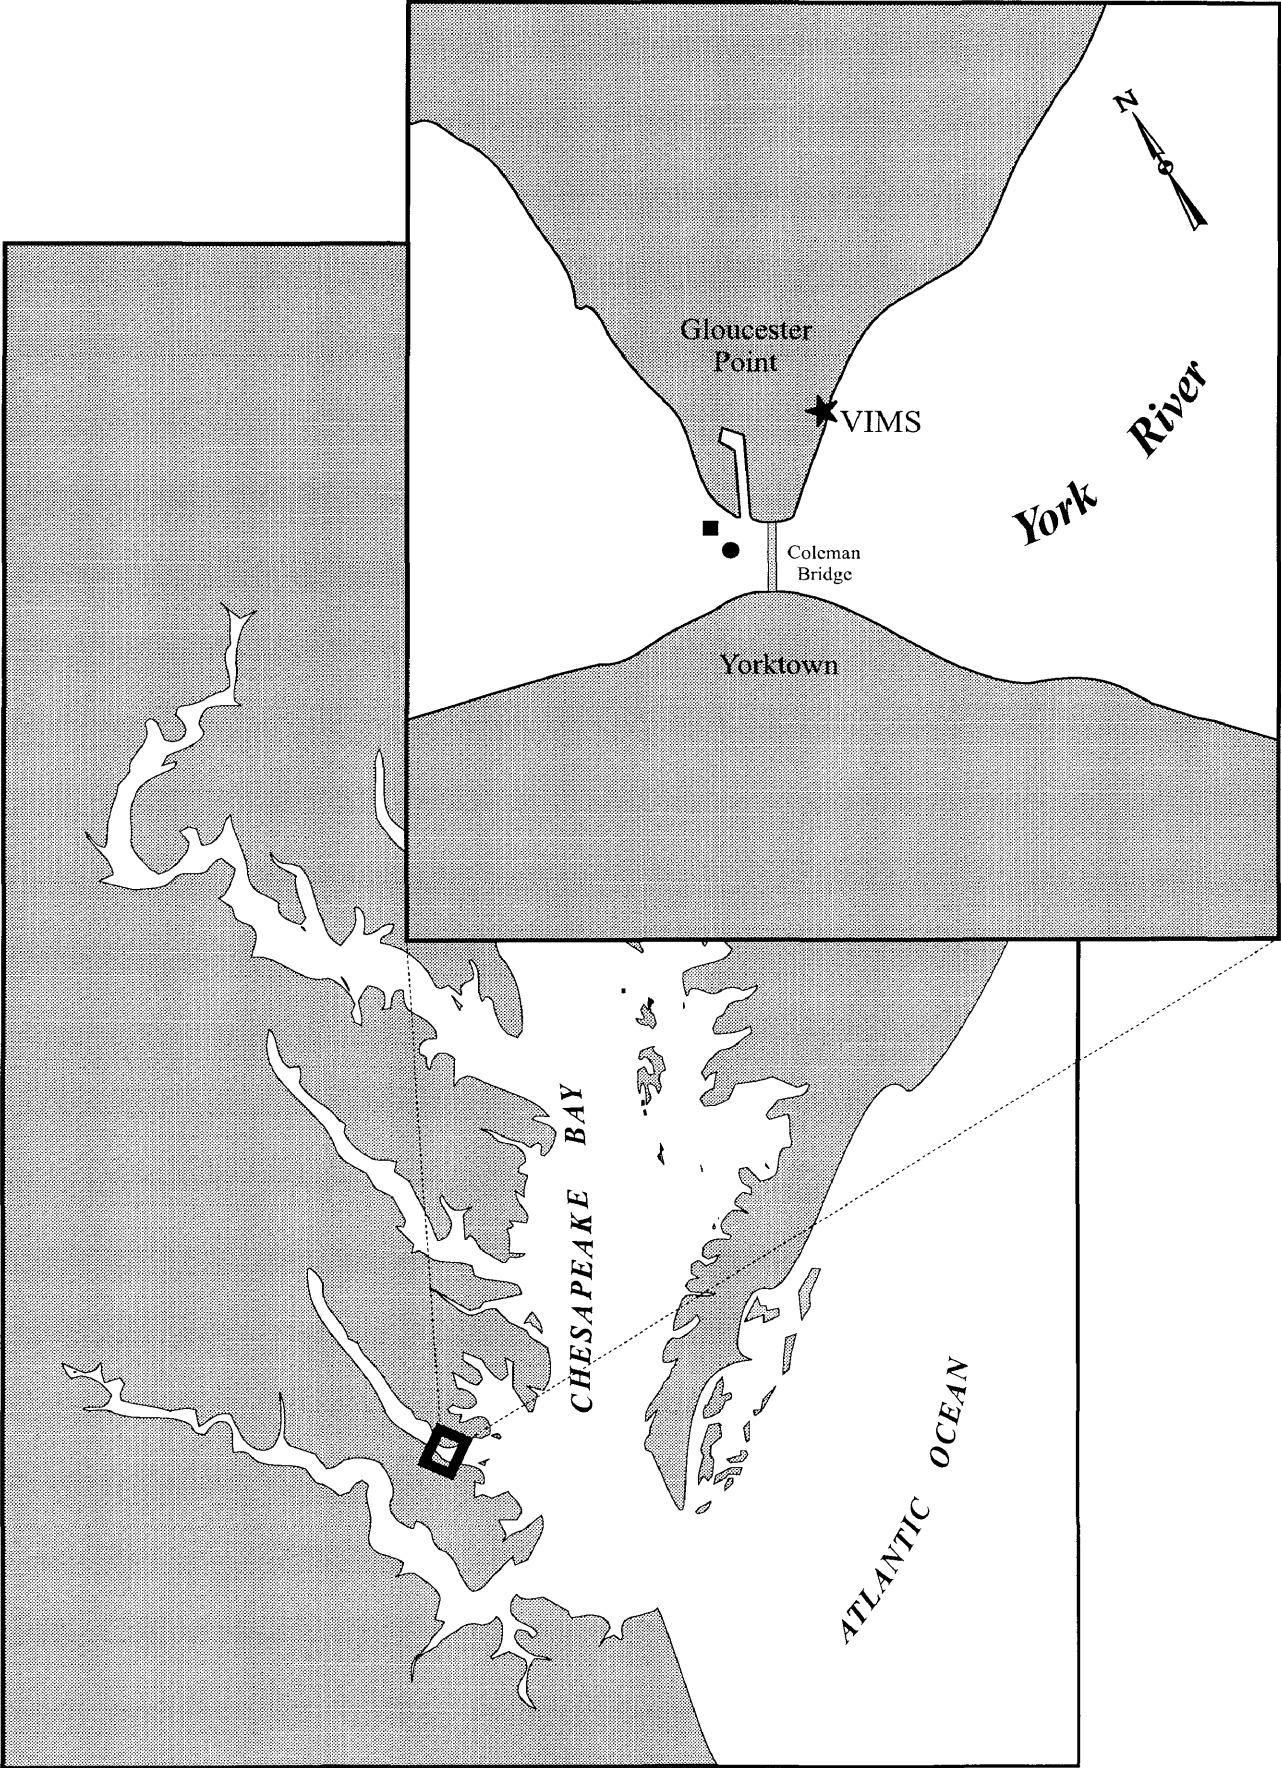 N
Gloucester
Point
VIMS
York River
Coleman
Bridge
Yorktown
CHESAPEAKE BAY
ATLANTIC OCEAN